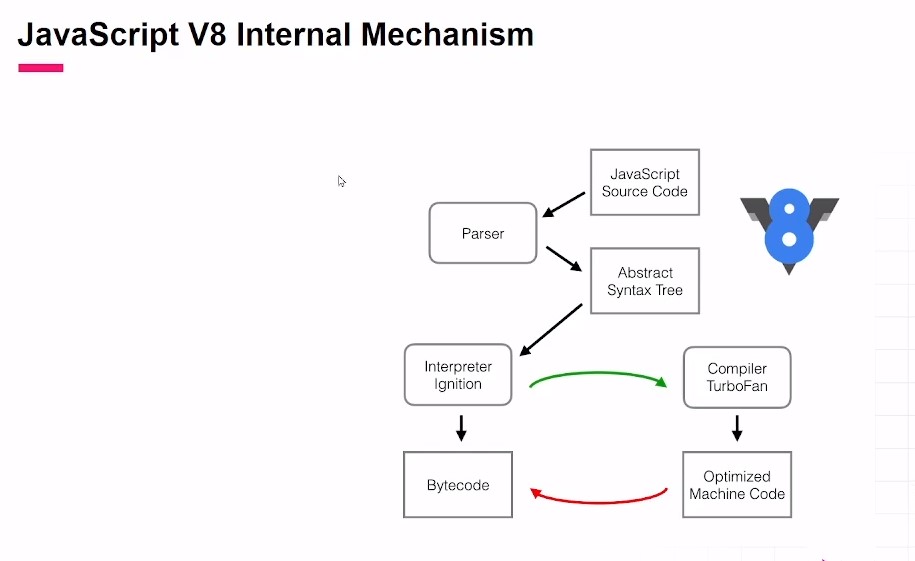 JavaScript V8 Internal Mechanism
JavaScript
Source Code
Parser
Abstract
Syntax Tree
Interpreter
Ignition
Compiler
TurboFan
Bytecode
Optimized
Machine Code
8